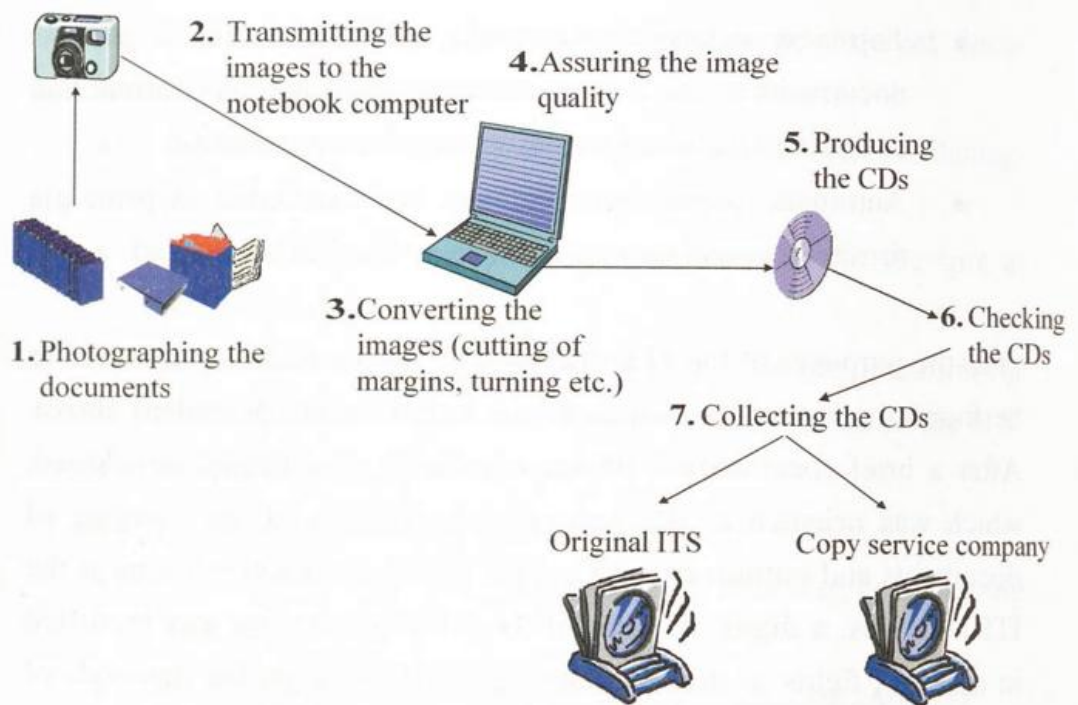 2. Transmitting the
images to the
notebook computer
4.Assuring the image
quality
5. Producing
the CDs
3.Converting the
images (cutting of
margins, turning etc.)
6. Checking
the CDs
1. Photographing the
documents
7. Collecting the CDs
Original ITS
Copy service company